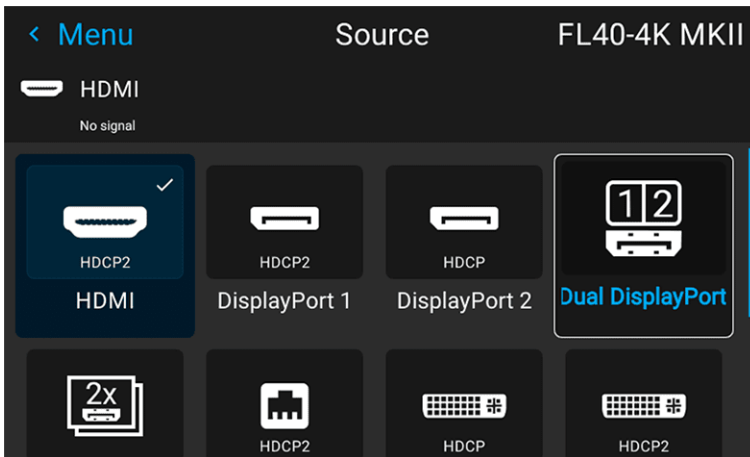 < Menu Source FL40-4K MKII
HDMI
No signal
1 2
HDCP2 HDCP2 HDCP
HDMI DisplayPort 1 DisplayPort 2 Dual DisplayPort
2x
HDCP2 HDCP HDCP2